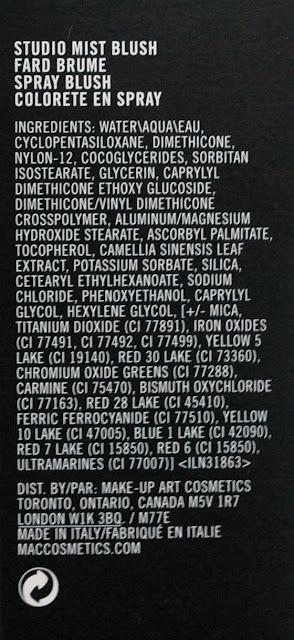 STUDIO MIST BLUSH
FARD BRUME
SPRAY BLUSH
COLORETE EN SPRAY
INGREDIENTS: WATER\AQUA\EAU,
CYCLOPENTASILOXANE, DIMETHICONE,
NYLON-12, COCOGLYCERIDES, SORBITAN
ISOSTEARATE, GLYCERIN, CAPRYLYL
DIMETHICONE ETHOXY GLUCOSIDE,
DIMETHICONE/VINYL DIMETHICONE
CROSSPOLYMER, ALUMINUM/MAGNESIUM
HYDROXIDE STEARATE, ASCORBYL PALMITATE,
TOCOPHEROL, CAMELLIA SINENSIS LEAF
EXTRACT, POTASSIUM SORBATE, SILICA,
CETEARYL ETHYLHEXANOATE, SODIUM
CHLORIDE, PHENOXYETHANOL, CAPRYLYL
GLYCOL, HEXYLENE GLYCOL, [+/- MICA,
TITANIUM DIOXIDE (CI 77891), IRON OXIDES
(CI 77491, CI 77492, CI 77499), YELLOW 5
LAKE (CI 19140), RED 30 LAKE (CI 73360),
CHROMIUM OXIDE GREENS (CI 77288),
CARMINE (CI 75470), BISMUTH OXYCHLORIDE
(CI 77163), RED 28 LAKE (CI 45410),
FERRIC FERROCYANIDE (CI 77510), YELLOW
10 LAKE (CI 47005), BLUE 1 LAKE (CI 42090),
RED 7 LAKE (CI 15850), RED 6 (CI 15850),
ULTRAMARINES (CI 77007)] <ILN31863>
DIST. BY/PAR: MAKE-UP ART COSMETICS
TORONTO, ONTARIO, CANADA M5V 1R7
LONDON W1K 3BQ. / M77E
MADE IN ITALY/FABRIQUÉ EN ITALIE
MACCOSMETICS.COM